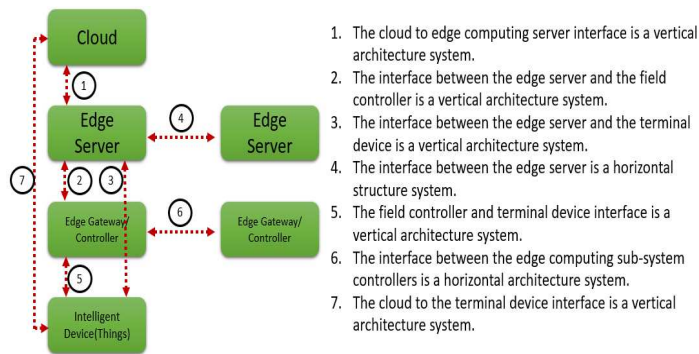 Cloud
1
Edge
Server
4
Edge
Server
7
2
3
Edge Gateway/
Controller
6
Edge Gateway/
Controller
5
Intelligent
Device(Things)
1. The cloud to edge computing server interface is a vertical
architecture system.
2. The interface between the edge server and the field
controller is a vertical architecture system.
3. The interface between the edge server and the terminal
device is a vertical architecture system.
4. The interface between the edge server is a horizontal
structure system.
5. The field controller and terminal device interface is a
vertical architecture system.
6. The interface between the edge computing sub-system
controllers is a horizontal architecture system.
7. The cloud to the terminal device interface is a vertical
architecture system.